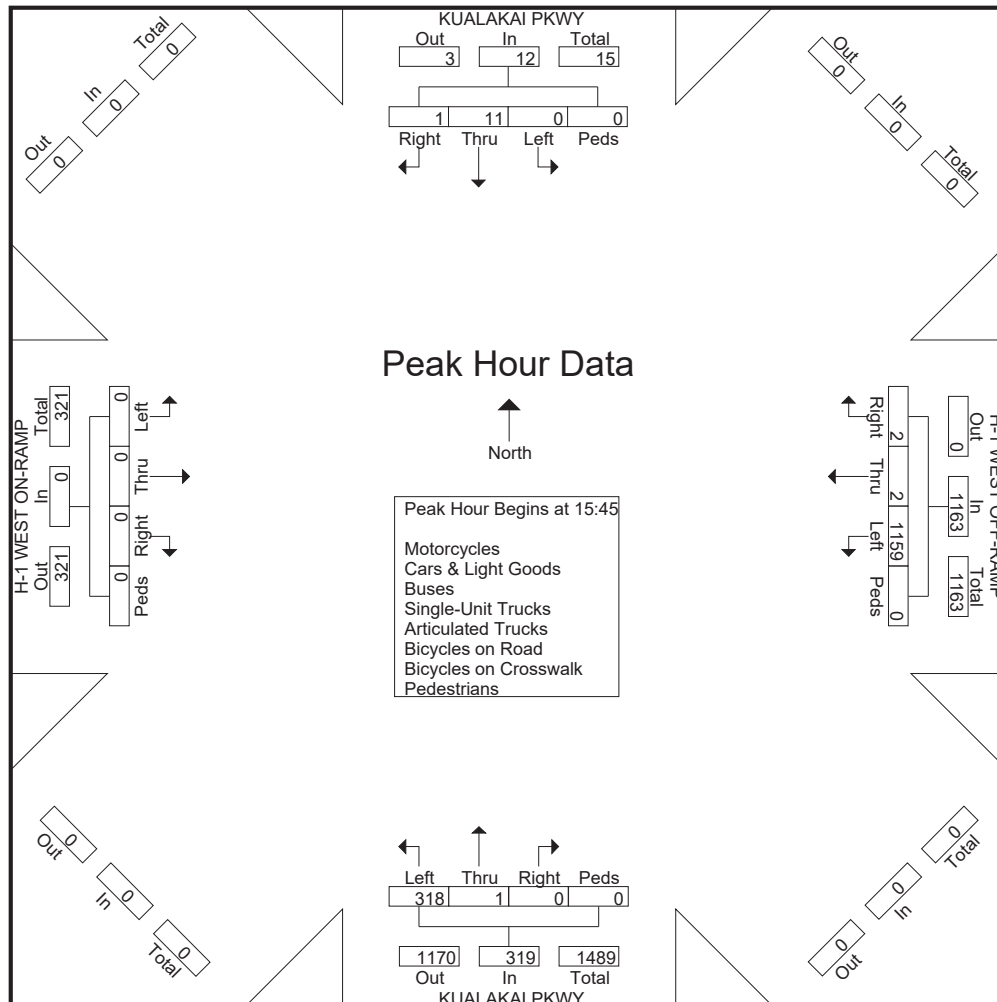 KUALAKAI PKWY
Out In Total
3 12 15
1 11 0 0
Right Thru Left Peds
Total
0
In
0
Out
0
Out
0
In
0
Total
0
Peak Hour Data
North
Peak Hour Begins at 15:45
Motorcycles
Cars & Light Goods
Buses
Single-Unit Trucks
Articulated Trucks
Bicycles on Road
Bicycles on Crosswalk
Pedestrians
H-1 WEST ON-RAMP
Out In Total
321 0 321
0 0 0 0
Peds Right Thru Left
H-1 WEST OFF-RAMP
Out In Total
0 1163 1163
2 2 1159 0
Right Thru Left Peds
Out
0
In
0
Total
0
Total
0
In
0
Out
0
Left Thru Right Peds
318 1 0 0
1170 319 1489
Out In Total
KUALAKAI PKWY